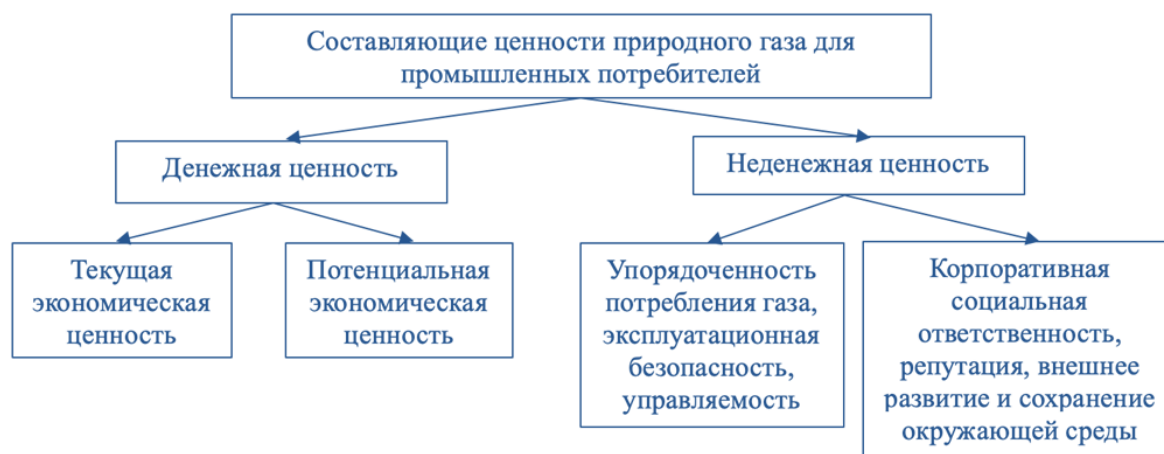 Составляющие ценности природного газа для
промышленных потребителей
Денежная ценность
Неденежная ценность
Текущая
экономическая
ценность
Потенциальная
экономическая
ценность
Упорядоченность
потребления газа,
эксплуатационная
безопасность,
управляемость
Корпоративная
социальная
ответственность,
репутация, внешнее
развитие и сохранение
окружающей среды